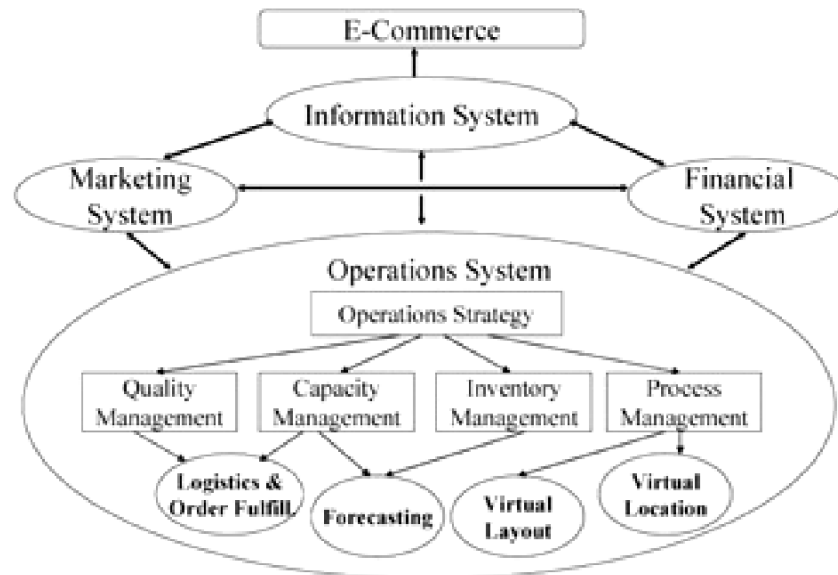 E-Commerce
Information System
Marketing
System
Financial
System
Operations System
Operations Strategy
Quality
Management
Capacity
Management
Inventory
Management
Process
Management
Logistics &
Order Fulfill.
Forecasting
Virtual
Layout
Virtual
Location